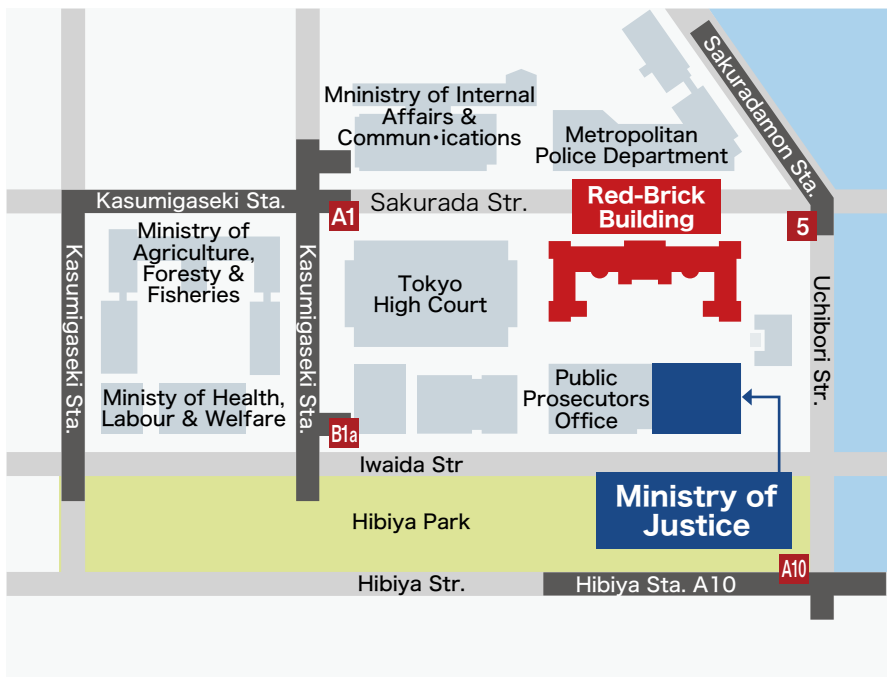 Mninistry of Internal
Affairs &
Commun·ications
Metropolitan
Police Department
Sakuradamon Sta.
Kasumigaseki Sta.
A1
Sakurada Str.
Red-Brick
Building
5
Ministry of
Agriculture,
Foresty &
Fisheries
Kasumigaseki Sta.
Kasumigaseki Sta.
Tokyo
High Court
Uchibori Str.
Ministy of Health,
Labour & Welfare
B1a
Public
Prosecutors
Office
Iwaida Str
Ministry of
Justice
Hibiya Park
A10
Hibiya Str.
Hibiya Sta. A10